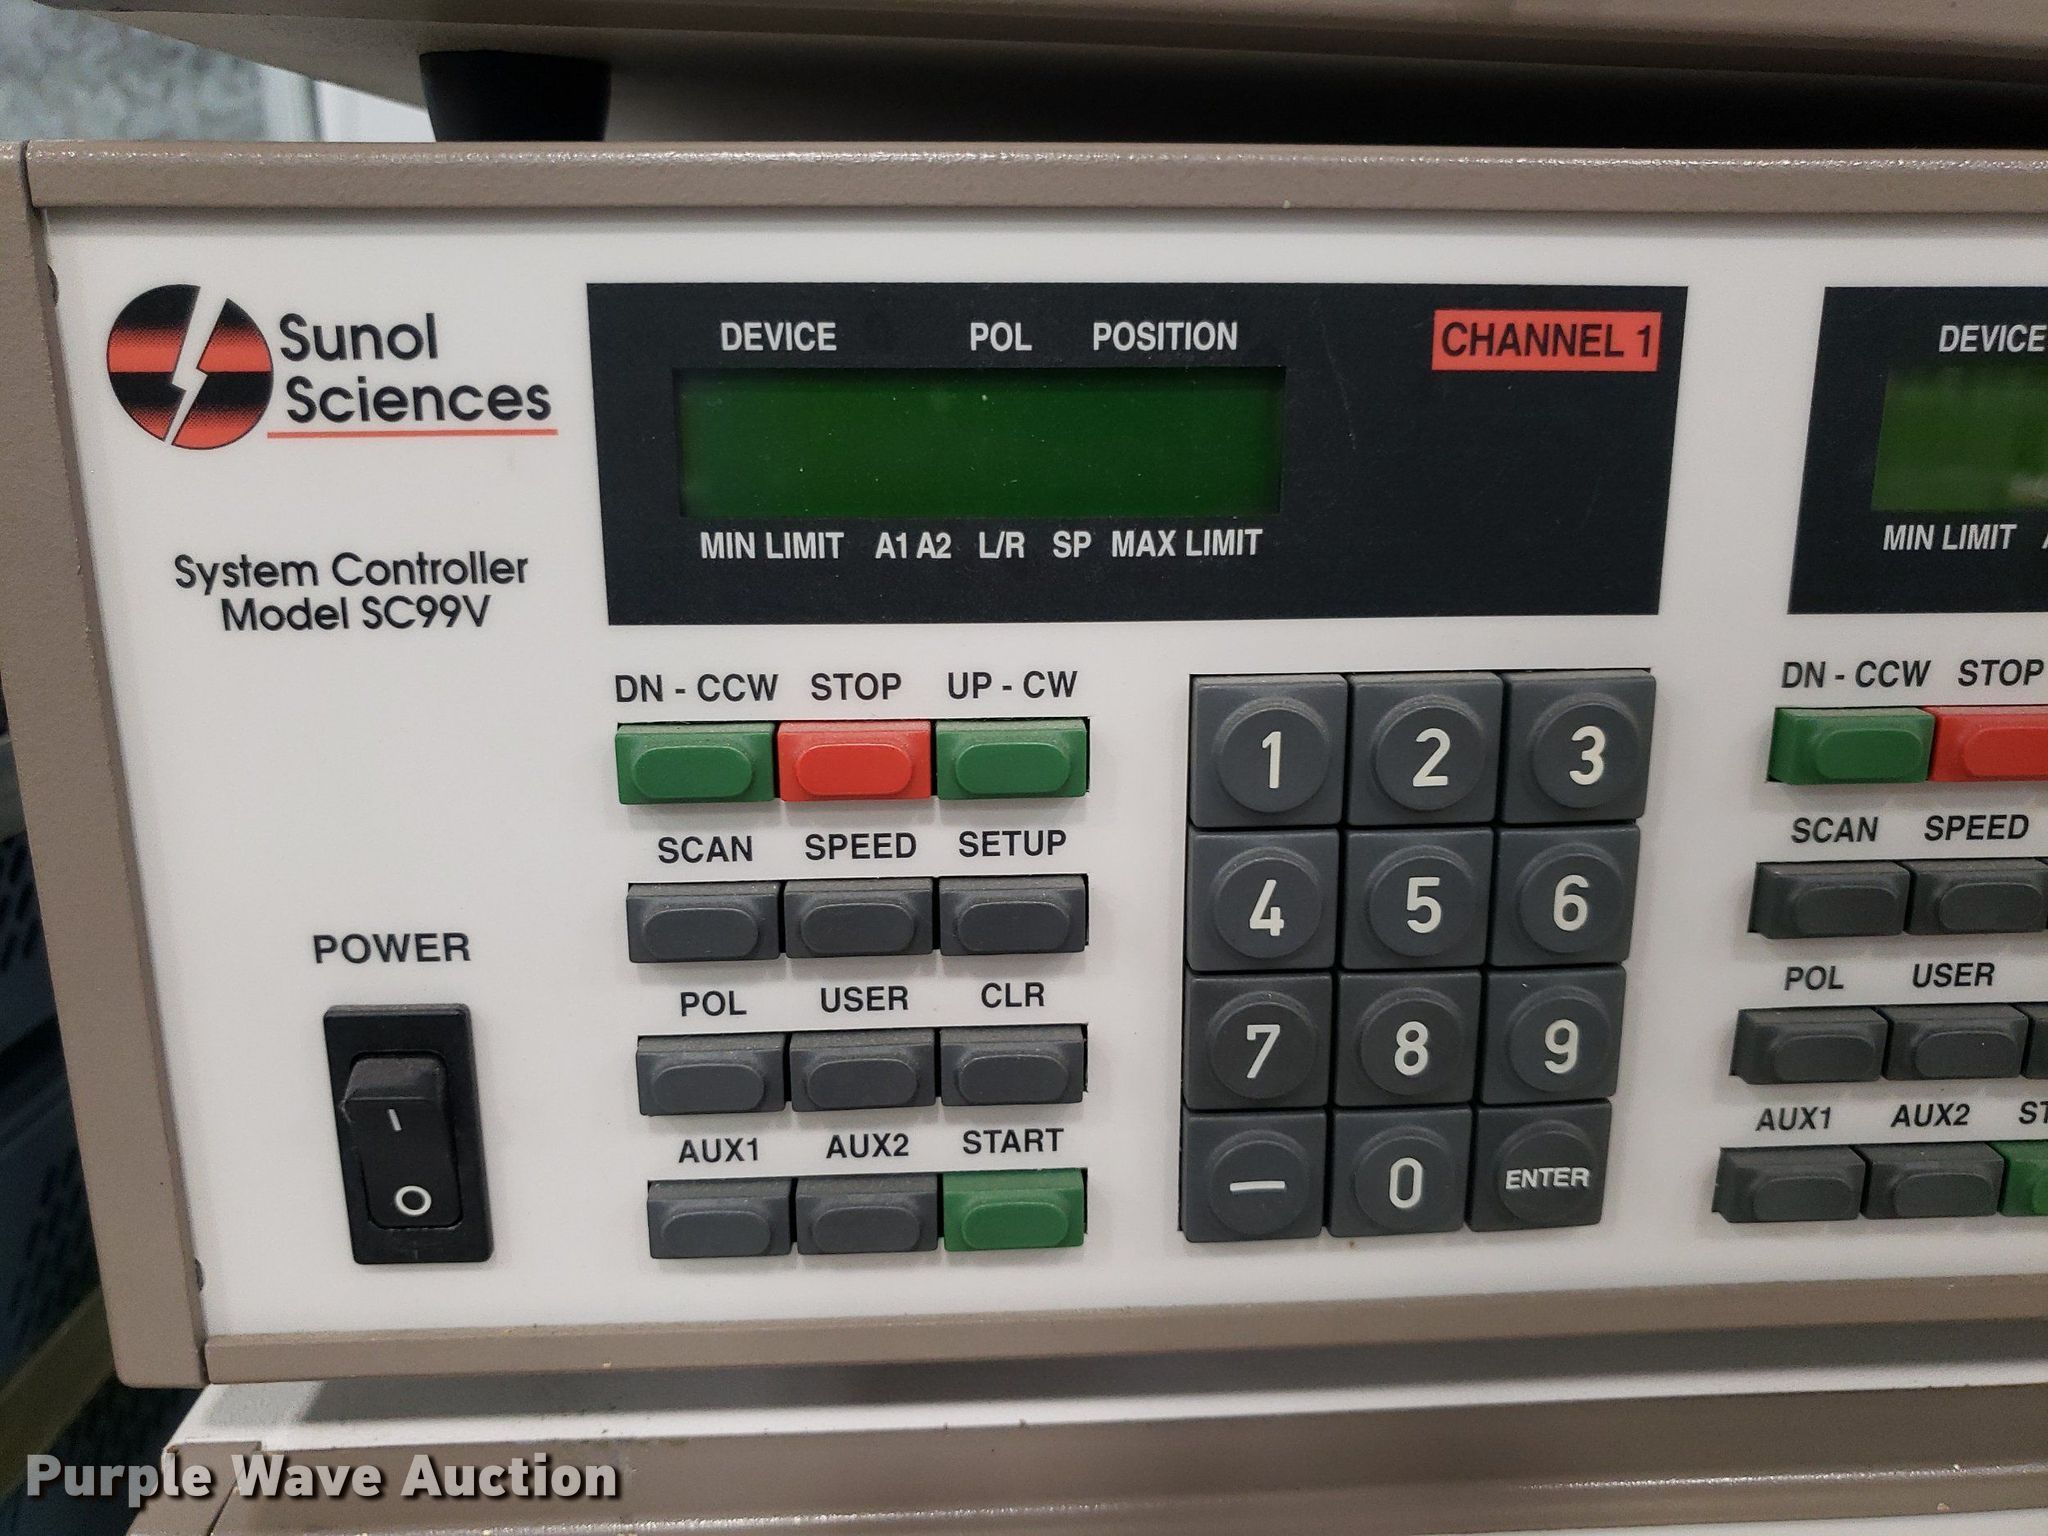 Sunol
Sciences
System Controller
Model SC99V
POWER
I
O
DEVICE POL POSITION CHANNEL 1
MIN LIMIT A1 A2 L/R SP MAX LIMIT
DN - CCW STOP UP - CW
SCAN SPEED SETUP
POL USER CLR
AUX1 AUX2 START
1 2 3
4 5 6
7 8 9
— 0 ENTER
DEVICE
MIN LIMIT
DN - CCW STOP
SCAN SPEED
POL USER
AUX1 AUX2
Purple Wave Auction